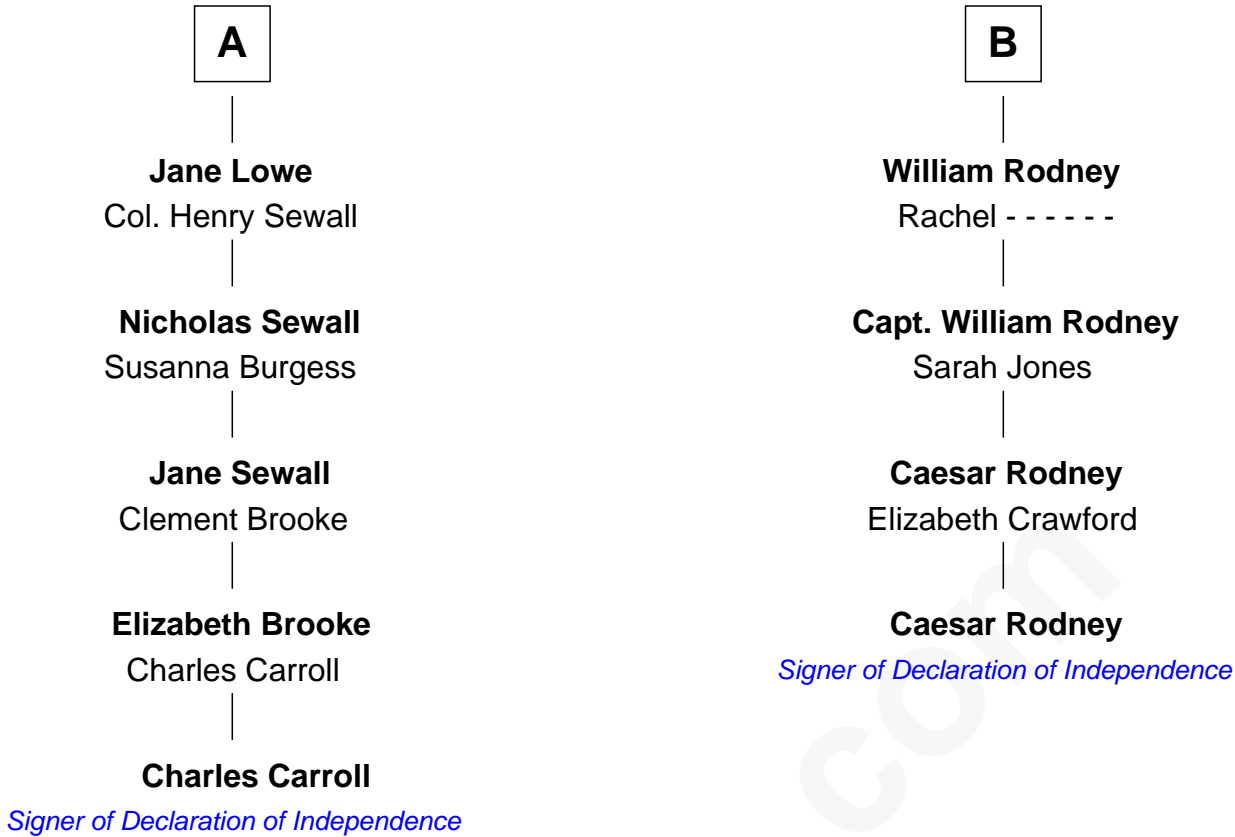 A
Jane Lowe
Col. Henry Sewall
Nicholas Sewall
Susanna Burgess
Jane Sewall
Clement Brooke
Elizabeth Brooke
Charles Carroll
Charles Carroll
Signer of Declaration of Independence
B
William Rodney
Rachel - - - - - -
Capt. William Rodney
Sarah Jones
Caesar Rodney
Elizabeth Crawford
Caesar Rodney
Signer of Declaration of Independence
com